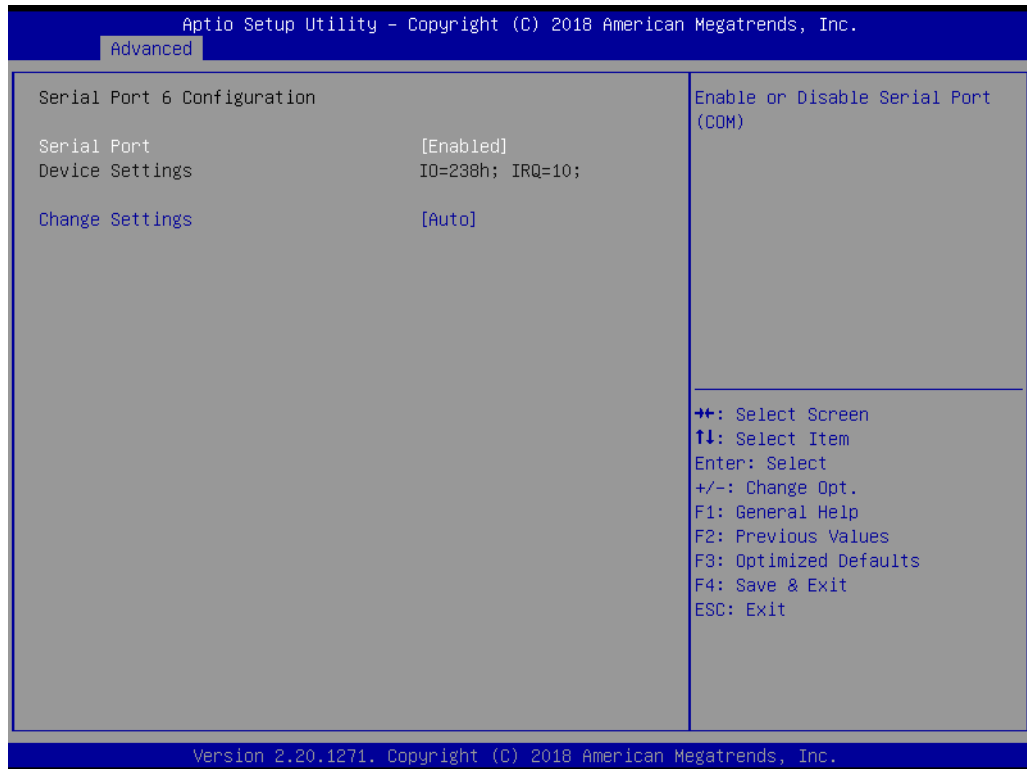 Aptio Setup Utility – Copyright (C) 2018 American Megatrends, Inc.
Advanced
Serial Port 6 Configuration
Serial Port [Enabled]
Device Settings IO=238h; IRQ=10;
Change Settings [Auto]
Enable or Disable Serial Port
(COM)
→←: Select Screen
↑↓: Select Item
Enter: Select
+/-: Change Opt.
F1: General Help
F2: Previous Values
F3: Optimized Defaults
F4: Save & Exit
ESC: Exit
Version 2.20.1271. Copyright (C) 2018 American Megatrends, Inc.